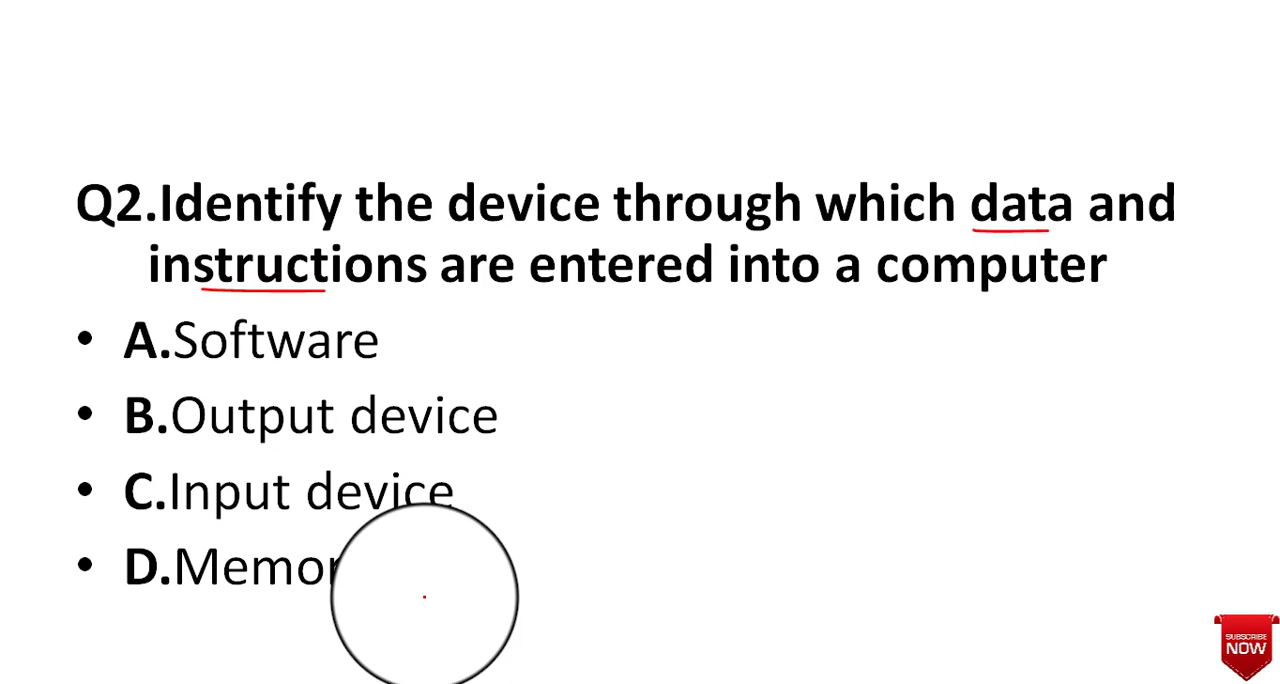 Q2.Identify the device through which data and
instructions are entered into a computer
• A.Software
• B.Output device
• C.Input device
• D.
SUBSCRIBE
NOW